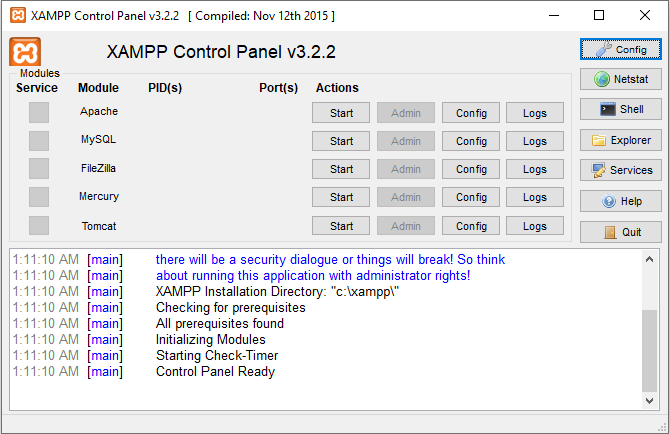 XAMPP Control Panel v3.2.2 [ Compiled: Nov 12th 2015 ]
XAMPP Control Panel v3.2.2
Config
Modules
Netstat
Service Module PID(s) Port(s) Actions
Apache Start Admin Config Logs
Shell
MySQL Start Admin Config Logs
Explorer
FileZilla Start Admin Config Logs
Services
Mercury Start Admin Config Logs
Help
Tomcat Start Admin Config Logs
Quit
1:11:10 AM [main] there will be a security dialogue or things will break! So think
1:11:10 AM [main] about running this application with administrator rights!
1:11:10 AM [main] XAMPP Installation Directory: "c:\xampp\"
1:11:10 AM [main] Checking for prerequisites
1:11:10 AM [main] All prerequisites found
1:11:10 AM [main] Initializing Modules
1:11:10 AM [main] Starting Check-Timer
1:11:10 AM [main] Control Panel Ready